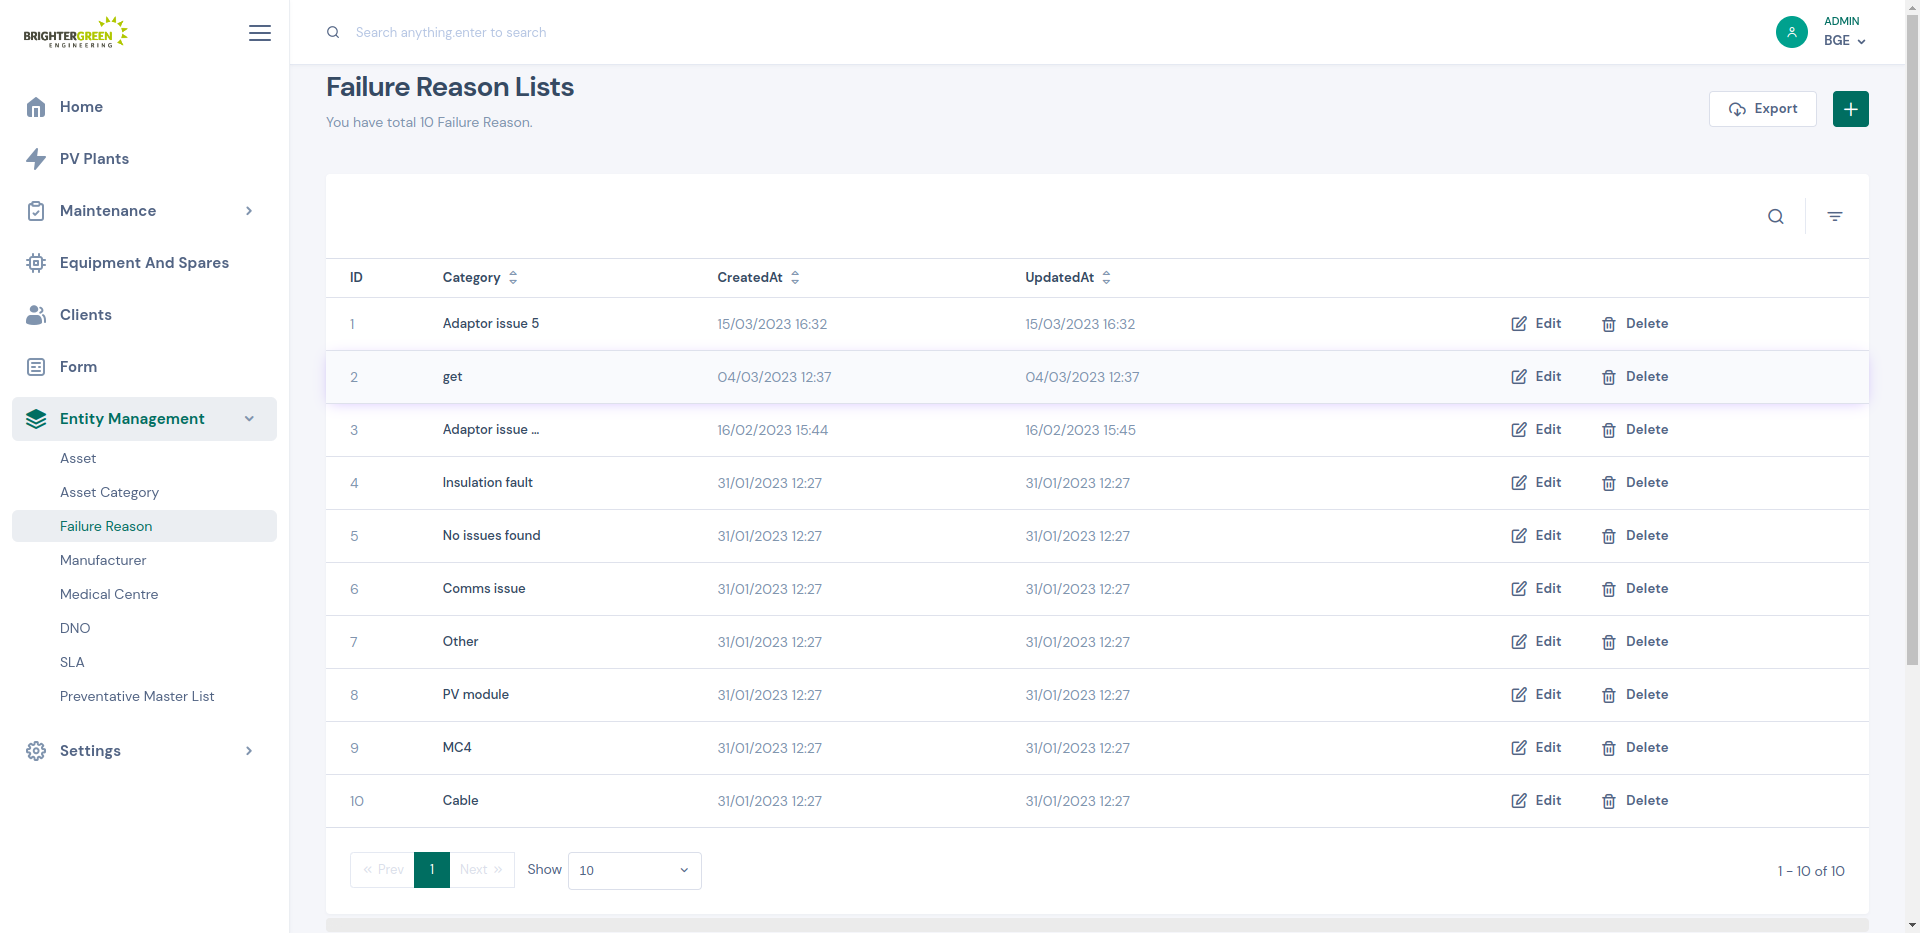 BRIGHTERGREEN
ENGINEERING
Search anything.enter to search
ADMIN
BGE
Home
PV Plants
Maintenance
Equipment And Spares
Clients
Form
Entity Management
Asset
Asset Category
Failure Reason
Manufacturer
Medical Centre
DNO
SLA
Preventative Master List
Settings
Failure Reason Lists
You have total 10 Failure Reason.
Export
ID Category CreatedAt UpdatedAt
1 Adaptor issue 5 15/03/2023 16:32 15/03/2023 16:32 Edit Delete
2 get 04/03/2023 12:37 04/03/2023 12:37 Edit Delete
3 Adaptor issue ... 16/02/2023 15:44 16/02/2023 15:45 Edit Delete
4 Insulation fault 31/01/2023 12:27 31/01/2023 12:27 Edit Delete
5 No issues found 31/01/2023 12:27 31/01/2023 12:27 Edit Delete
6 Comms issue 31/01/2023 12:27 31/01/2023 12:27 Edit Delete
7 Other 31/01/2023 12:27 31/01/2023 12:27 Edit Delete
8 PV module 31/01/2023 12:27 31/01/2023 12:27 Edit Delete
9 MC4 31/01/2023 12:27 31/01/2023 12:27 Edit Delete
10 Cable 31/01/2023 12:27 31/01/2023 12:27 Edit Delete
« Prev 1 Next » Show 10 1 - 10 of 10